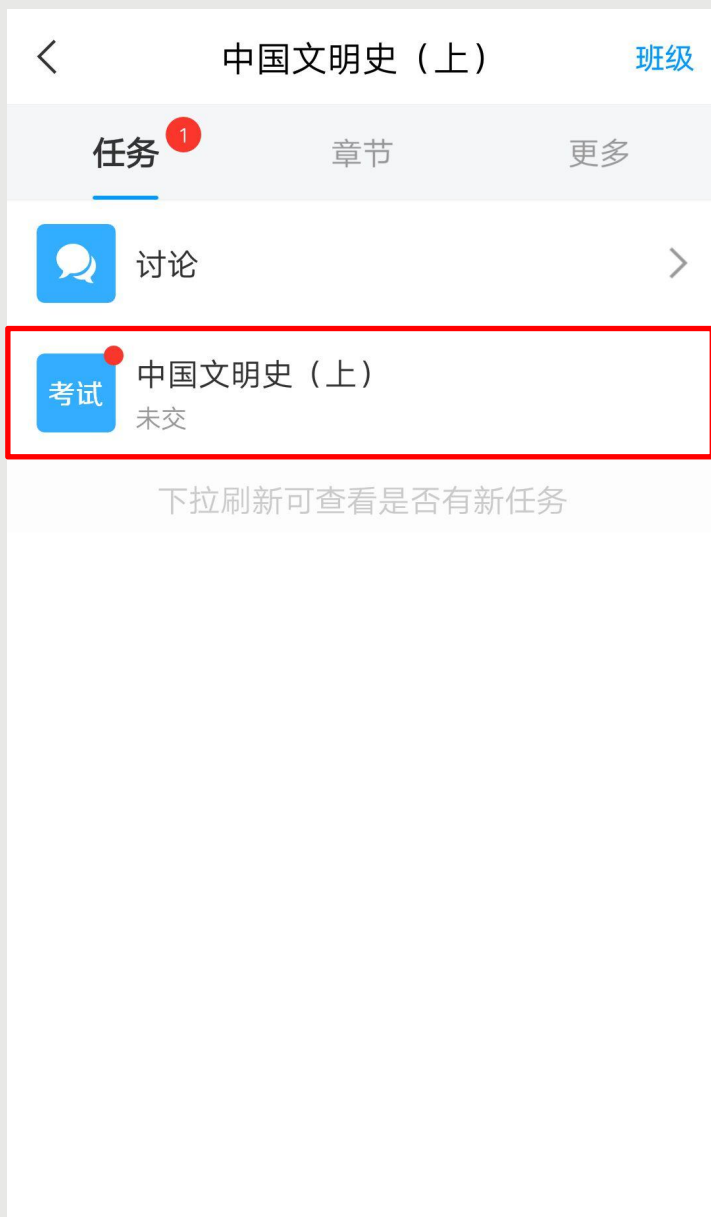 中国文明史（上）
班级
任务
1
章节
更多
讨论
考试
中国文明史（上）
未交
下拉刷新可查看是否有新任务